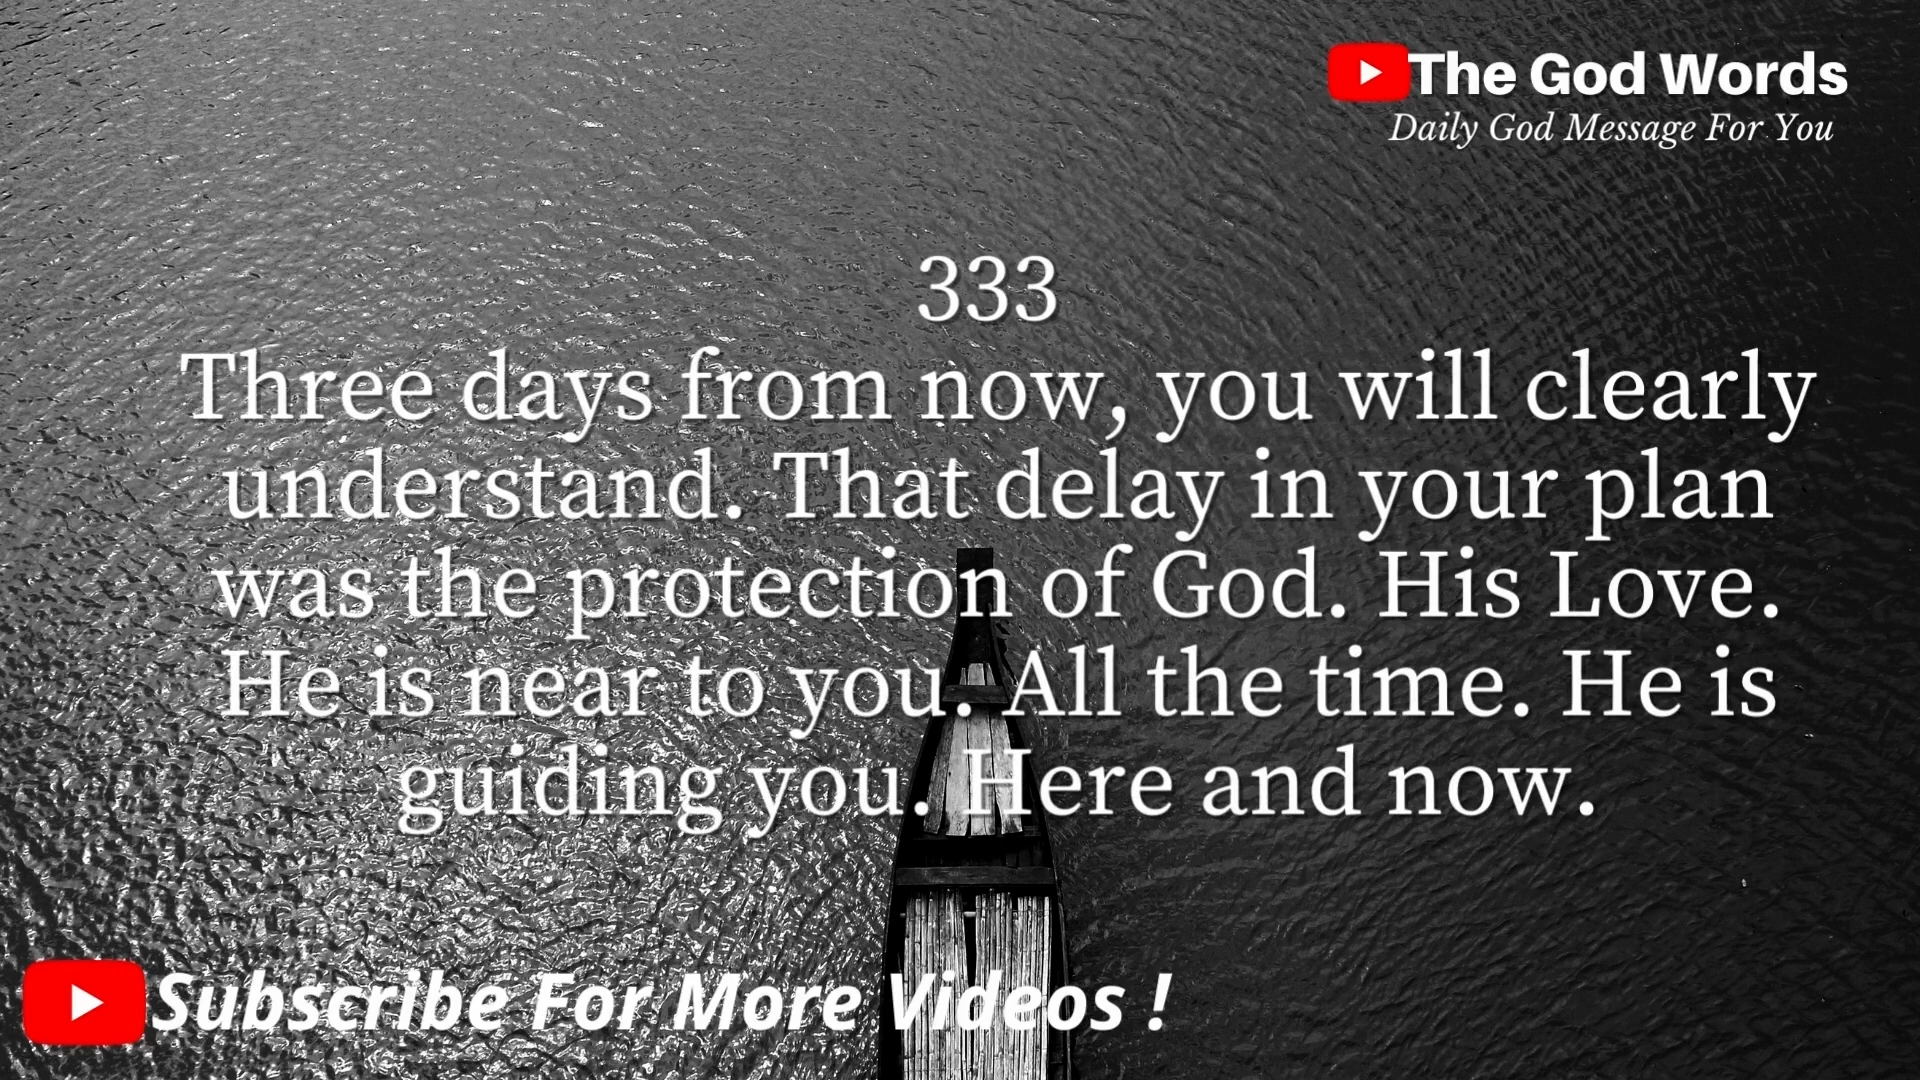 The God Words
Daily God Message For You
333
Three days from now, you will clearly
understand. That delay in your plan
was the protection of God. His Love.
He is near to you. All the time. He is
guiding you. Here and now.
Subscribe For More Videos !